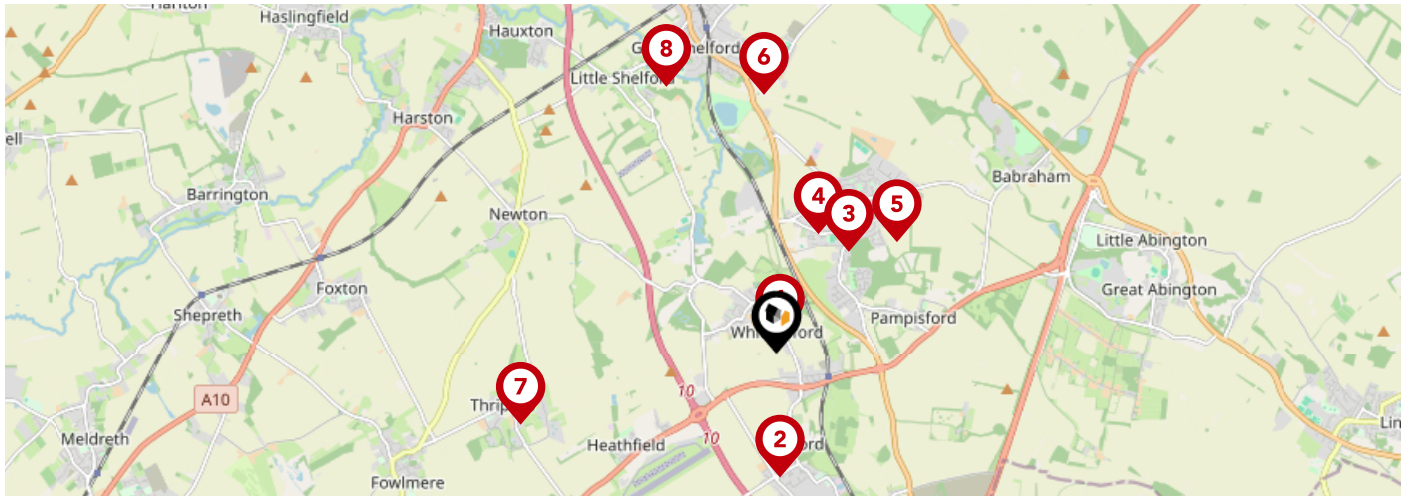 Haslingfield
Hauxton
8
6
Little Shelford
Harston
ell
Barrington
Babraham
4
3
5
Newton
Little Abington
Great Abington
Foxton
Shepreth
Pampisford
10
7
A10
10
2
Meldreth
Heathfield
Fowlmere